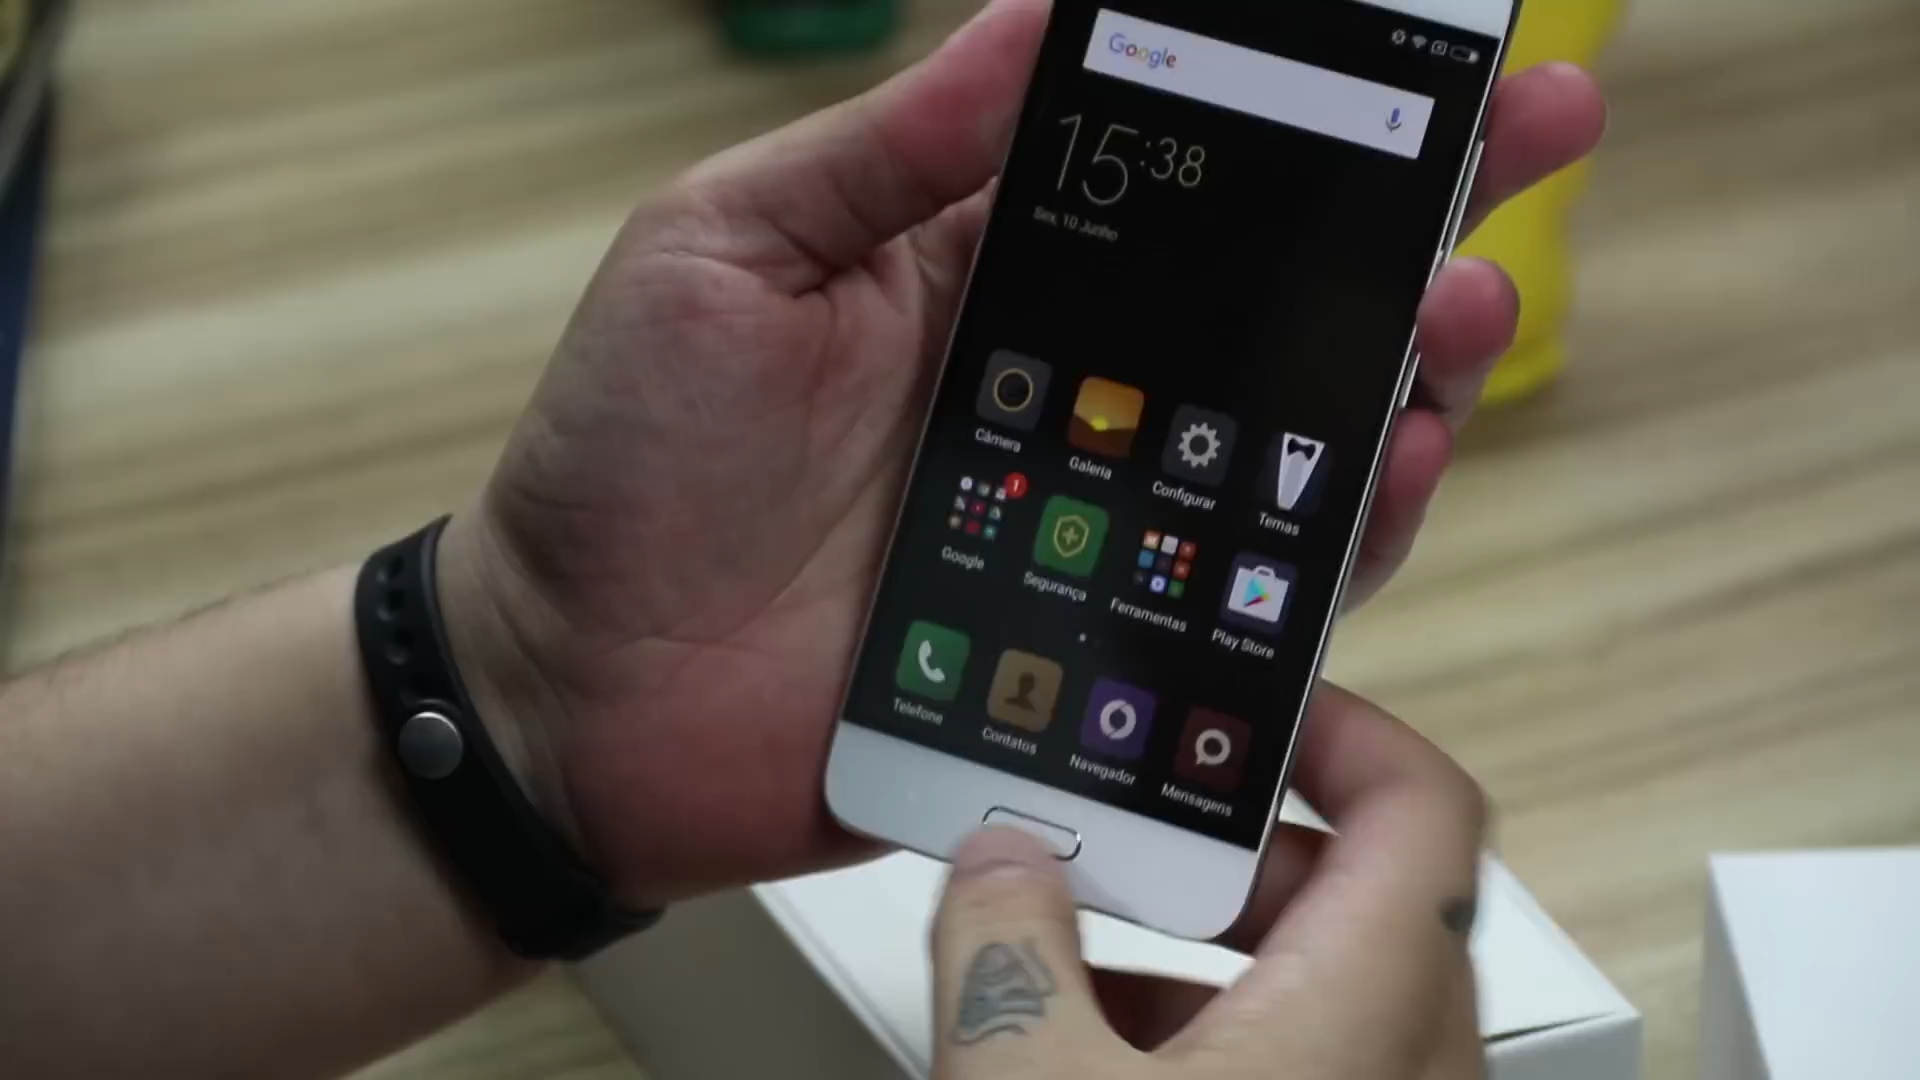 Google
15:38
Sex, 10 Junho
Câmera
Galeria
Configurar
Temas
1
Google
Segurança
Ferramentas
Play Store
Telefone
Contatos
Navegador
Mensagens